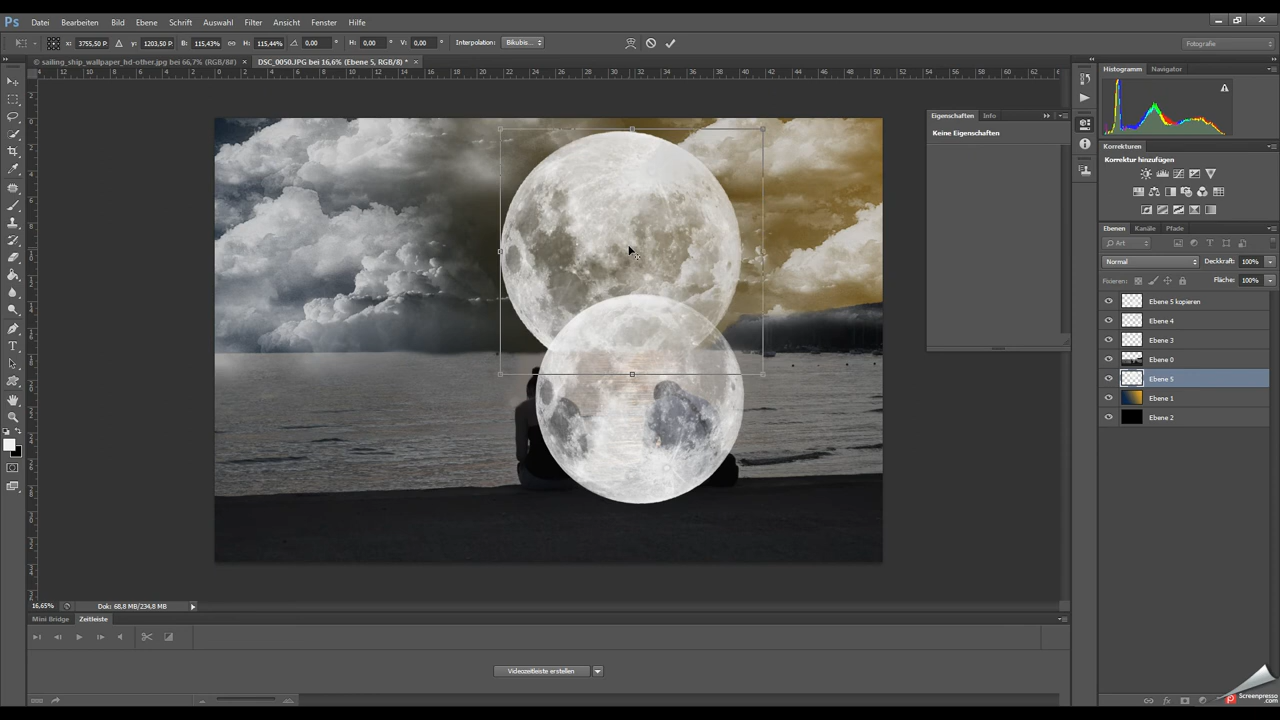 Ps Datei Bearbeiten Bild Ebene Schrift Auswahl Filter Ansicht Fenster Hilfe
X: 3755,50 P Y: 1203,50 P B: 115,43% H: 115,44% 0,00 ° H: 0,00 ° V: 0,00 ° Interpolation: Bikubis... Fotografie
© sailing_ship_wallpaper_hd-other.jpg bei 66,7% (RGB/8#) × DSC_0050.JPG bei 16,6% (Ebene 5, RGB/8) * ×
Histogramm Navigator
Eigenschaften Info
Keine Eigenschaften
Korrekturen
Korrektur hinzufügen
Ebenen Kanäle Pfade
Art
Normal Deckkraft: 100%
Fixieren: Fläche: 100%
Ebene 5 kopieren
Ebene 4
Ebene 3
Ebene 0
Ebene 5
Ebene 1
Ebene 2
16,65% Dok: 68,8 MB/234,8 MB
Mini Bridge Zeitleiste
Videozeitleiste erstellen
Screenpresso
.com